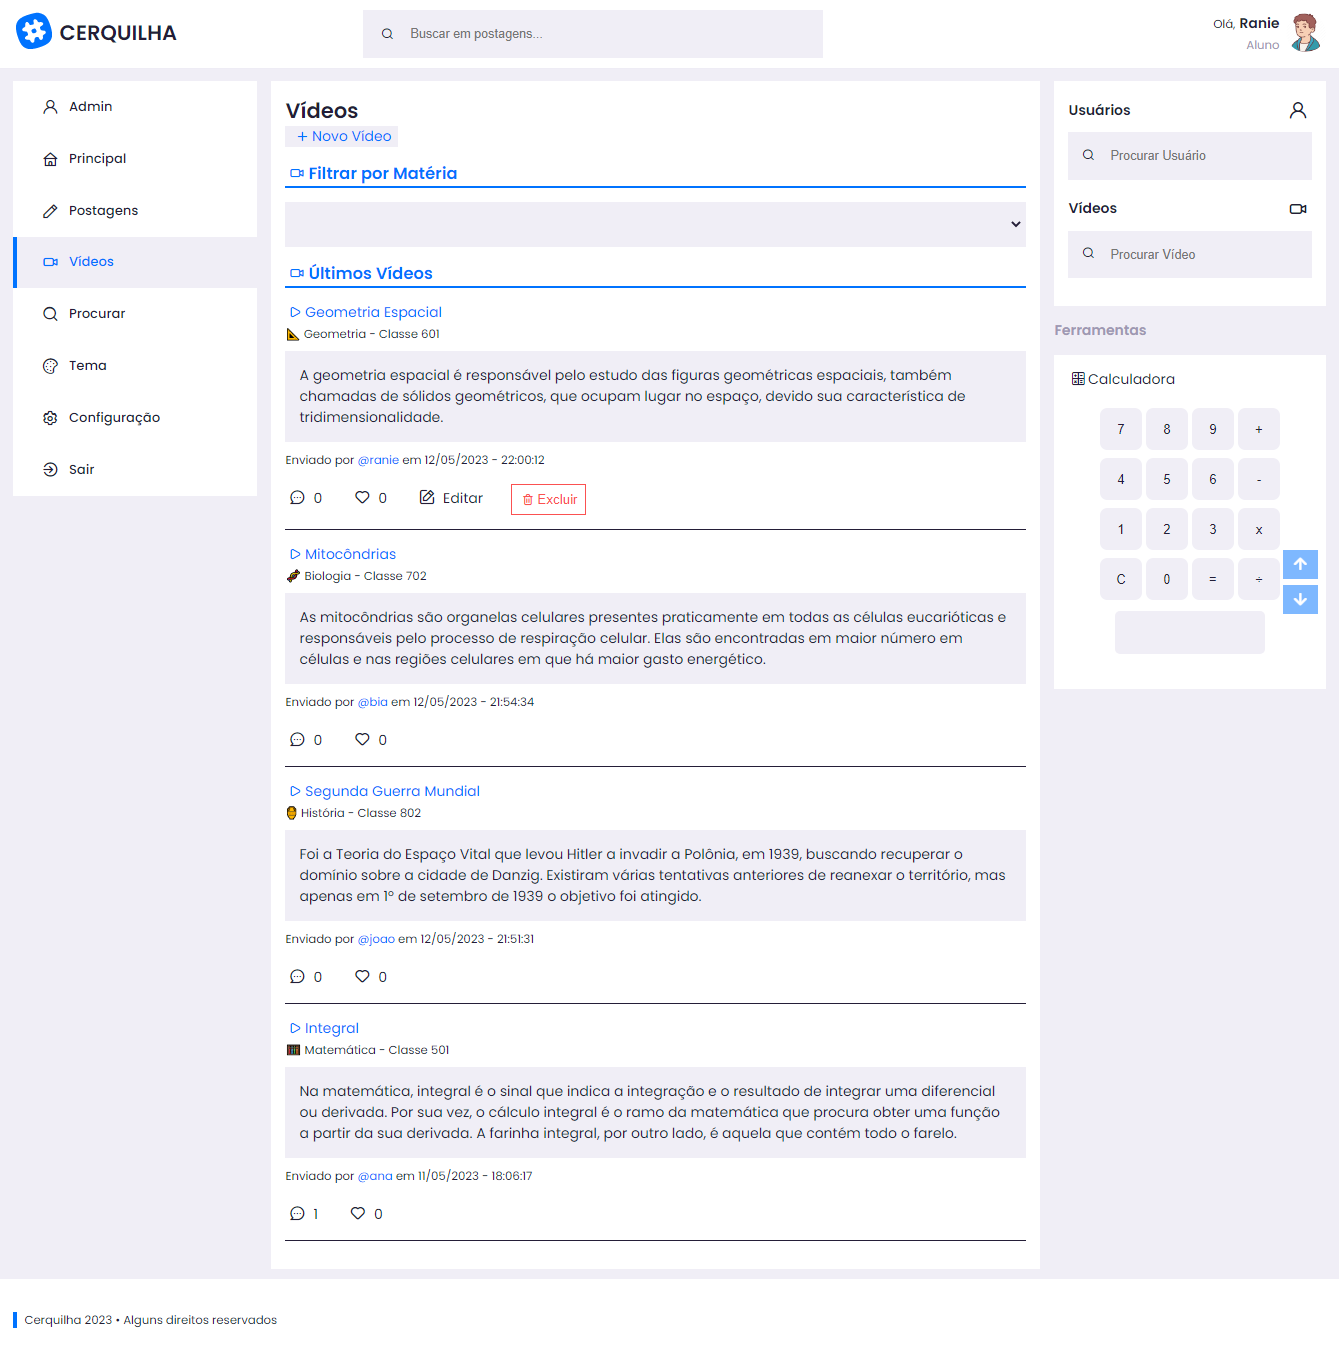 CERQUILHA
Buscar em postagens...
Olá, Ranie
Aluno
Admin
Principal
Postagens
Vídeos
Procurar
Tema
Configuração
Sair
Vídeos
+ Novo Vídeo
Filtrar por Matéria
Últimos Vídeos
Geometria Espacial
Geometria - Classe 601
A geometria espacial é responsável pelo estudo das figuras geométricas espaciais, também
chamadas de sólidos geométricos, que ocupam lugar no espaço, devido sua característica de
tridimensionalidade.
Enviado por @ranie em 12/05/2023 - 22:00:12
0 0 Editar Excluir
Mitocôndrias
Biologia - Classe 702
As mitocôndrias são organelas celulares presentes praticamente em todas as células eucarióticas e
responsáveis pelo processo de respiração celular. Elas são encontradas em maior número em
células e nas regiões celulares em que há maior gasto energético.
Enviado por @bia em 12/05/2023 - 21:54:34
0 0
Segunda Guerra Mundial
História - Classe 802
Foi a Teoria do Espaço Vital que levou Hitler a invadir a Polônia, em 1939, buscando recuperar o
domínio sobre a cidade de Danzig. Existiram várias tentativas anteriores de reanexar o território, mas
apenas em 1º de setembro de 1939 o objetivo foi atingido.
Enviado por @joao em 12/05/2023 - 21:51:31
0 0
Integral
Matemática - Classe 501
Na matemática, integral é o sinal que indica a integração e o resultado de integrar uma diferencial
ou derivada. Por sua vez, o cálculo integral é o ramo da matemática que procura obter uma função
a partir da sua derivada. A farinha integral, por outro lado, é aquela que contém todo o farelo.
Enviado por @ana em 11/05/2023 - 18:06:17
1 0
Usuários
Procurar Usuário
Vídeos
Procurar Vídeo
Ferramentas
Calculadora
7 8 9 +
4 5 6 -
1 2 3 x
C 0 = ÷
Cerquilha 2023 • Alguns direitos reservados